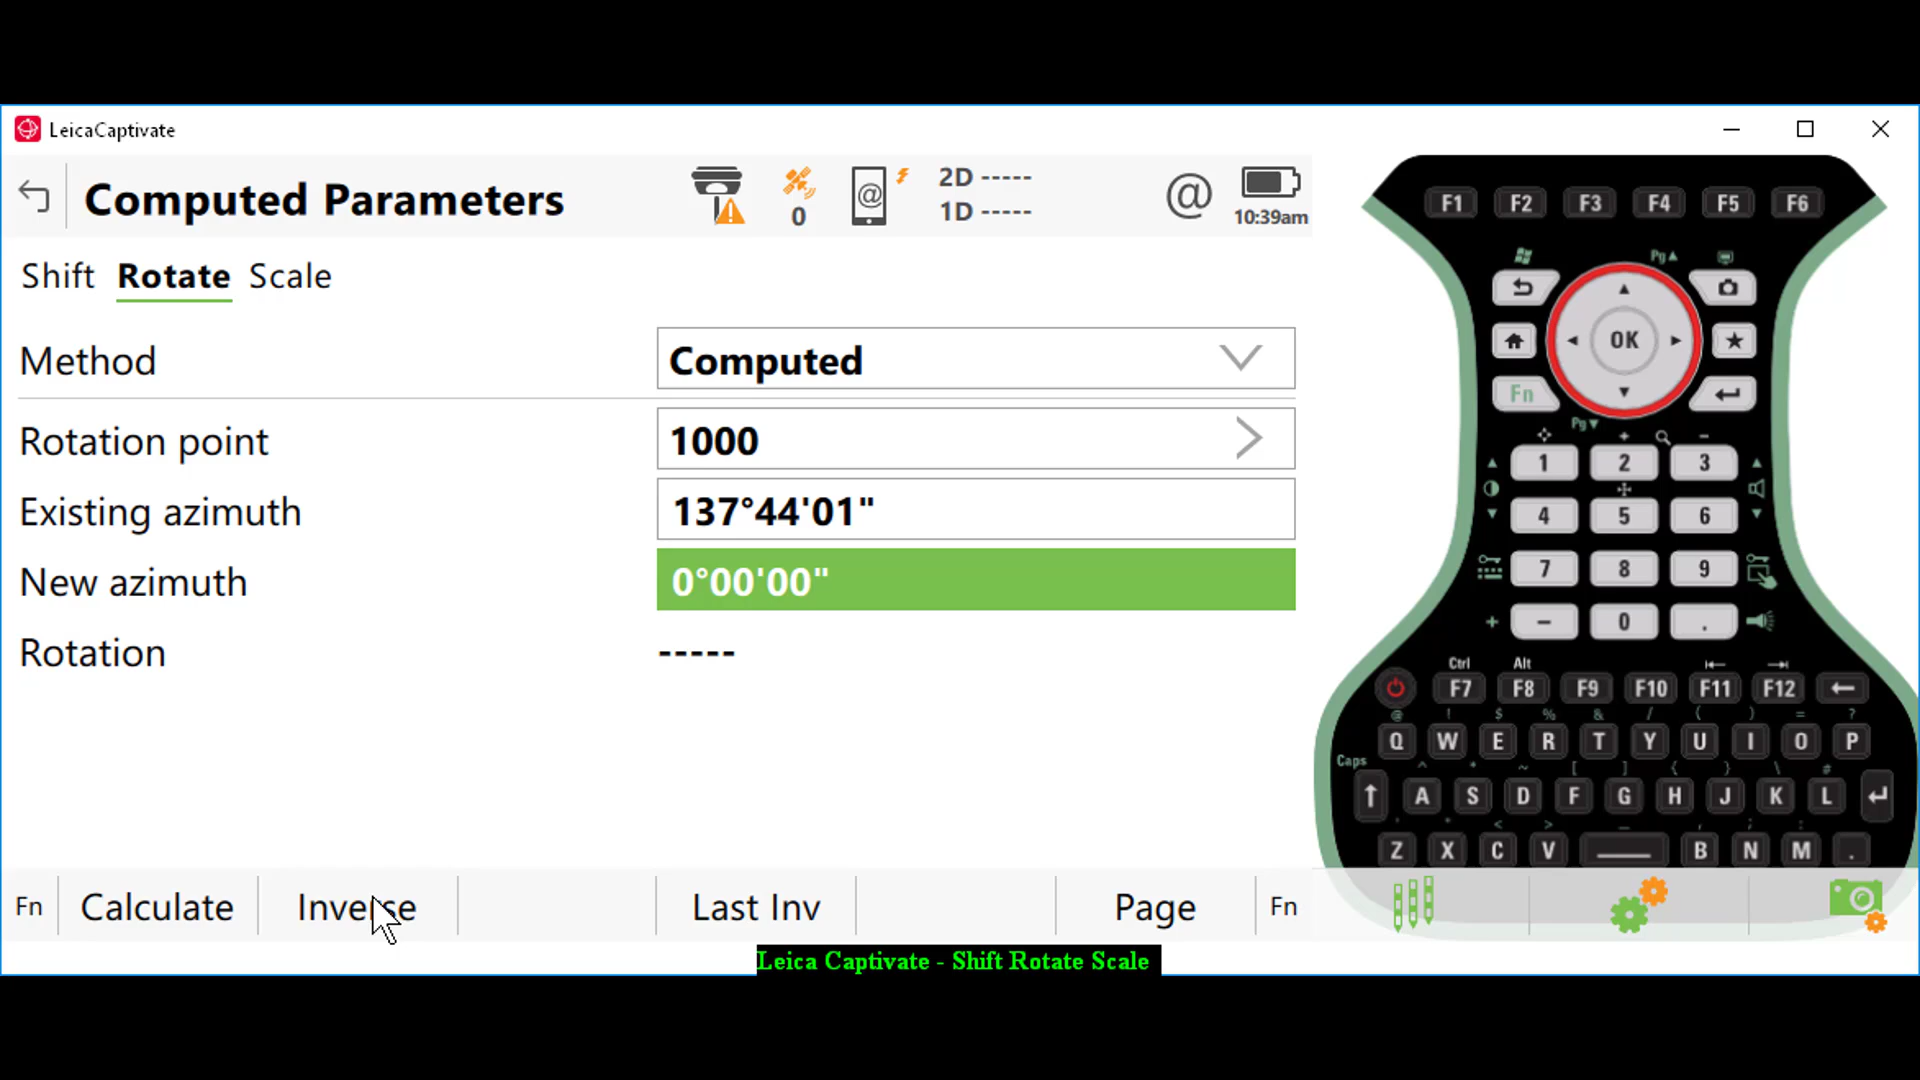 LeicaCaptivate
Computed Parameters
0
@
2D -----
1D -----
@
10:39am
Shift Rotate Scale
Method Computed
Rotation point 1000
Existing azimuth 137°44'01"
New azimuth 0°00'00"
Rotation -----
Fn Calculate Inverse Last Inv Page Fn
F1 F2 F3 F4 F5 F6
Pg
OK
Fn
Pg
+ -
1 2 3
4 5 6
7 8 9
+ - 0 .
Ctrl Alt
F7 F8 F9 F10 F11 F12
@ ! $ % & / ( ) = ?
Q W E R T Y U I O P
Caps ^ * ~ [ ] { } \ #
A S D F G H J K L
' " < > _ , ; :
Z X C V B N M .
Leica Captivate - Shift Rotate Scale